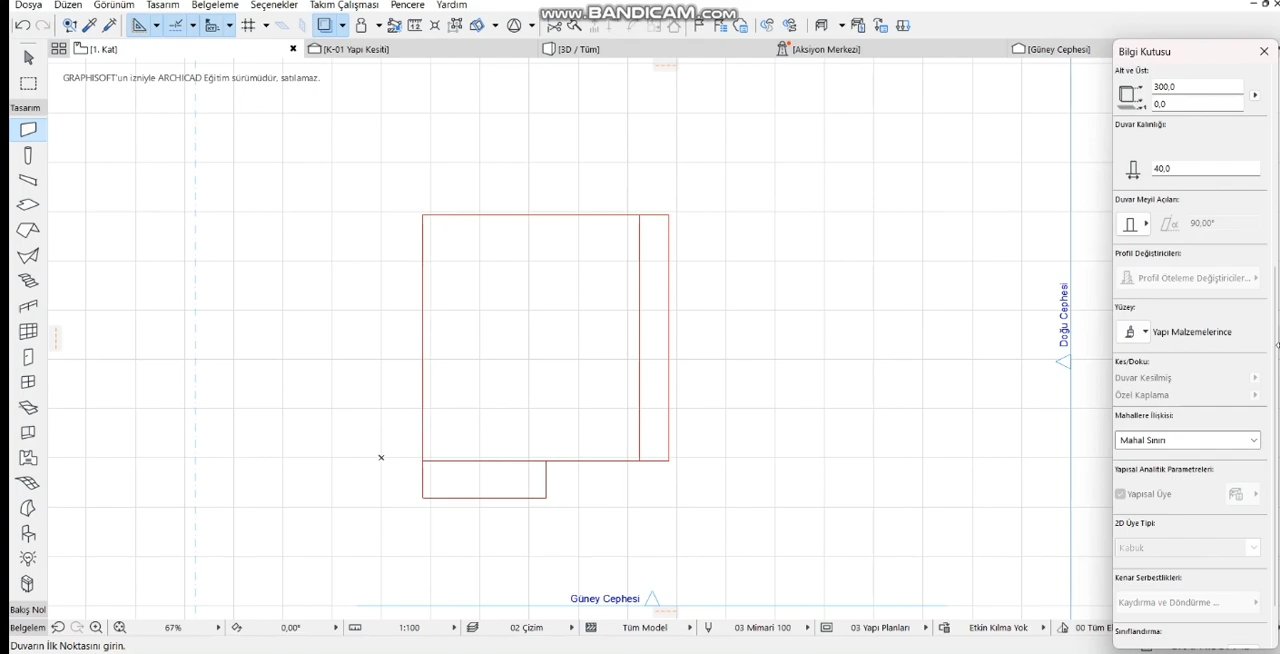 Dosya Düzen Görünüm Tasarım Belgeleme Seçenekler Takım Çalışması Pencere Yardım
www.BANDICAM.com
[1. Kat] [K-01 Yapı Kesiti] [3D / Tüm] [Aksiyon Merkezi] [Güney Cephesi]
GRAPHISOFT'un izniyle ARCHICAD Eğitim sürümüdür, satılamaz.
Tasarım
Bakış Nol
Belgelem
Doğu Cephesi
Güney Cephesi
Bilgi Kutusu
Alt ve Üst:
300,0
0,0
Duvar Kalınlığı:
40,0
Duvar Meyil Açıları:
90,00°
Profil Değiştiricileri:
Profil Öteleme Değiştiriciler...
Yüzey:
Yapı Malzemelerince
Kes/Doku:
Duvar Kesilmiş
Özel Kaplama
Mahallere İlişkisi:
Mahal Sınırı
Yapısal Analitik Parametreleri:
Yapısal Üye
2D Üye Tipi:
Kabuk
Kenar Serbestlikleri:
Kaydırma ve Döndürme ...
Sınıflandırma:
67% 0,00° 1:100 02 Çizim Tüm Model 03 Mimari 100 03 Yapı Planları Etkin Kılma Yok 00 Tüm El
Duvarın İlk Noktasını girin.